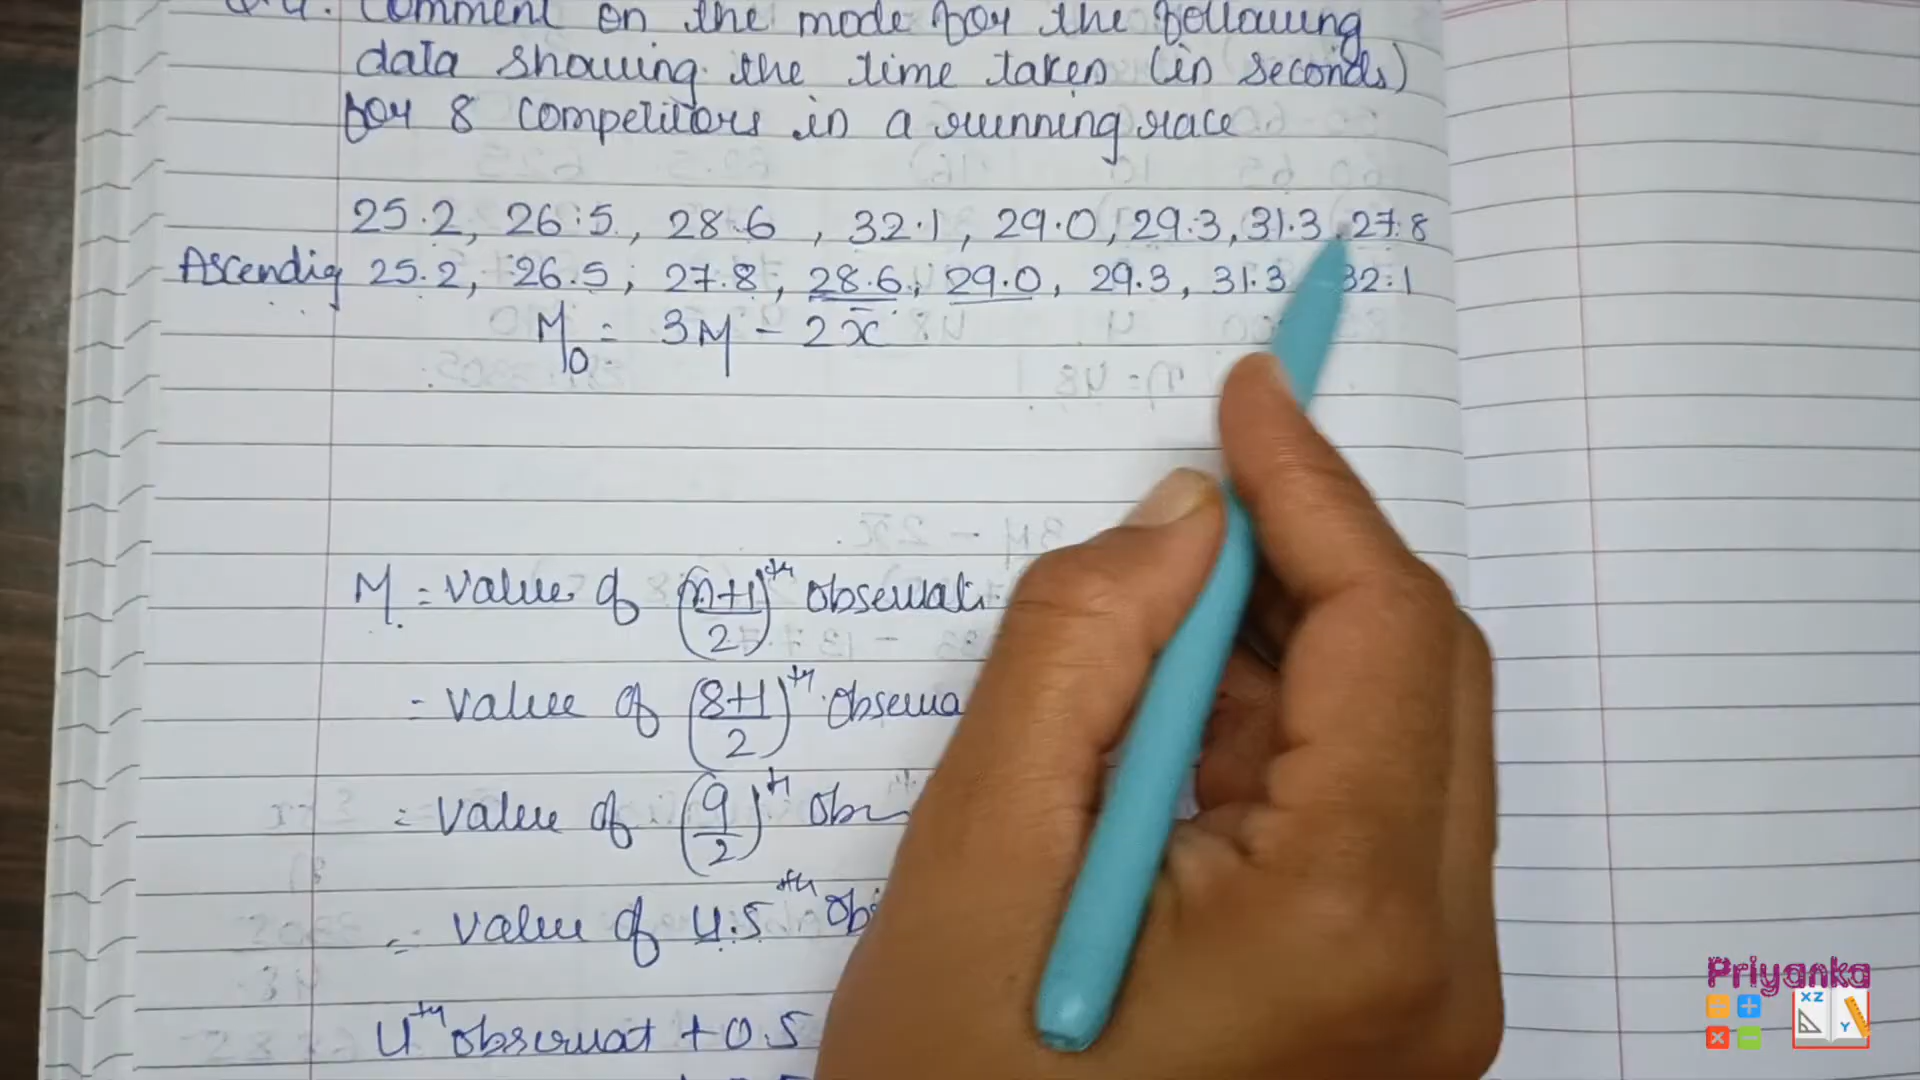 Comment on the mode for the following
data showing the time taken (in seconds)
for 8 competitors in a running race
25.2, 26.5, 28.6, 32.1, 29.0, 29.3, 31.3, 27.8
Ascendig 25.2, 26.5, 27.8, 28.6, 29.0, 29.3, 31.3 32.1
M₀ = 3M - 2x̄
M = value of (n+1/2)th observati
= value of (8+1/2)th observa
= value of (9/2)th obs
= value of 4.5th obs
4th observat + 0.5
Priyanka
XZ
Y